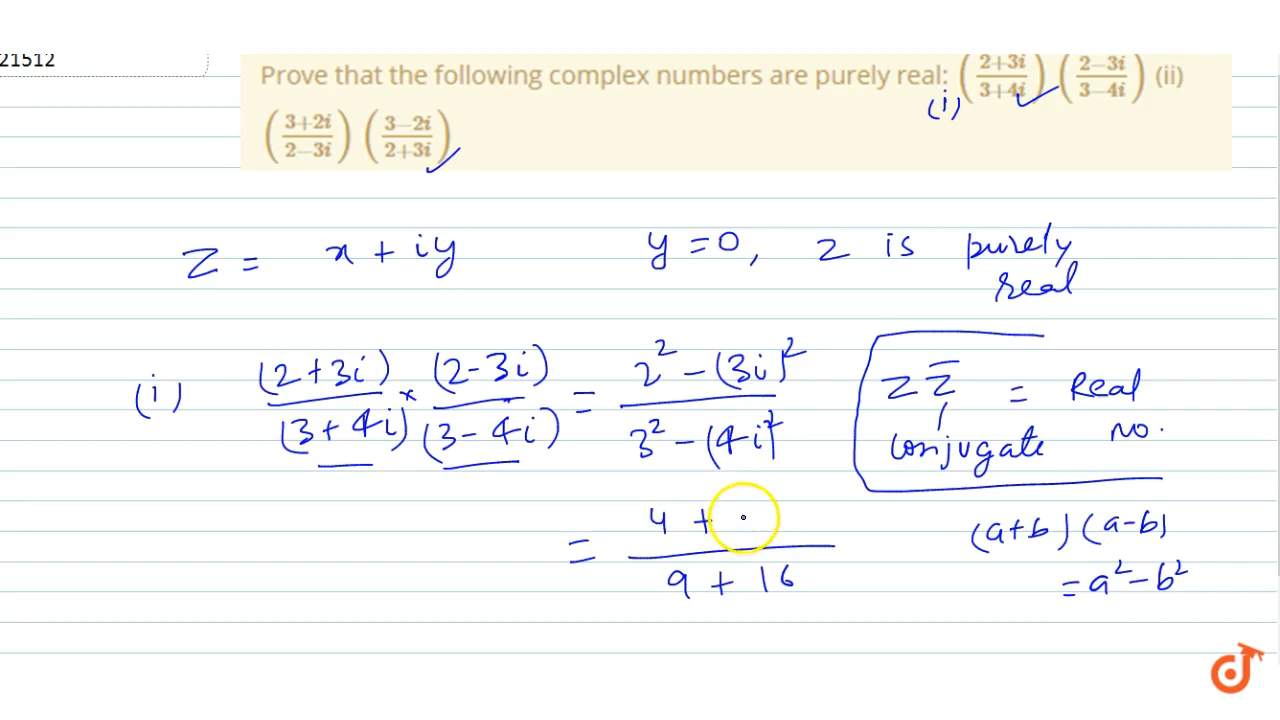 21512
Prove that the following complex numbers are purely real: (2+3i/3+4i) (2−3i/3−4i) (ii)
(i)
(3+2i/2−3i) (3−2i/2+3i)
z = x + iy    y = 0, z is purely
real
(i) (2+3i)/(3+4i) × (2-3i)/(3-4i) = 2² - (3i)²/3² - (4i)²
z z̄ = Real
no.
conjugate
= 4 + /9 + 16
(a+b)(a-b)
= a² - b²